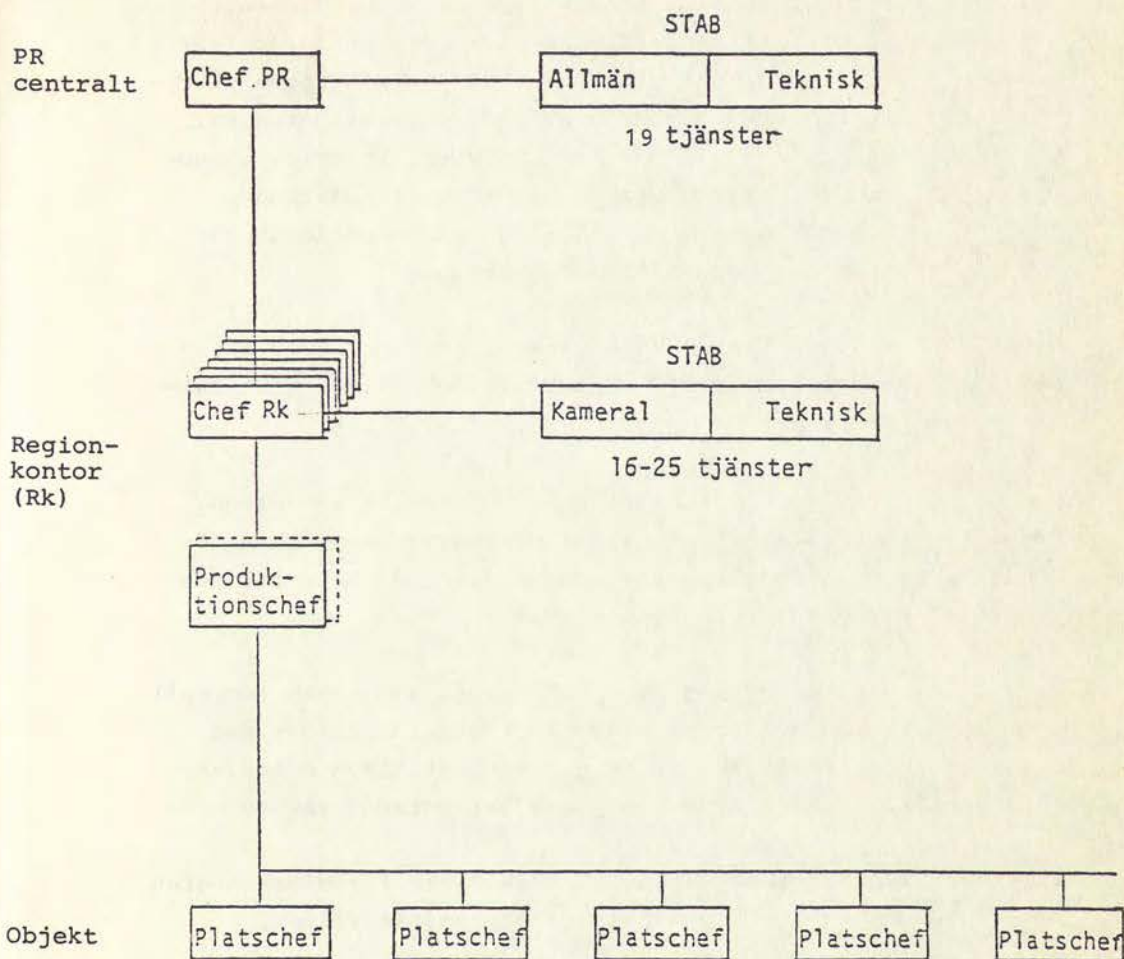 STAB
PR
centralt
Chef.PR
Allmän Teknisk
19 tjänster
STAB
Chef Rk
Kameral Teknisk
Region-
kontor
(Rk)
16-25 tjänster
Produk-
tionschef
Objekt
Platschef Platschef Platschef Platschef Platschef